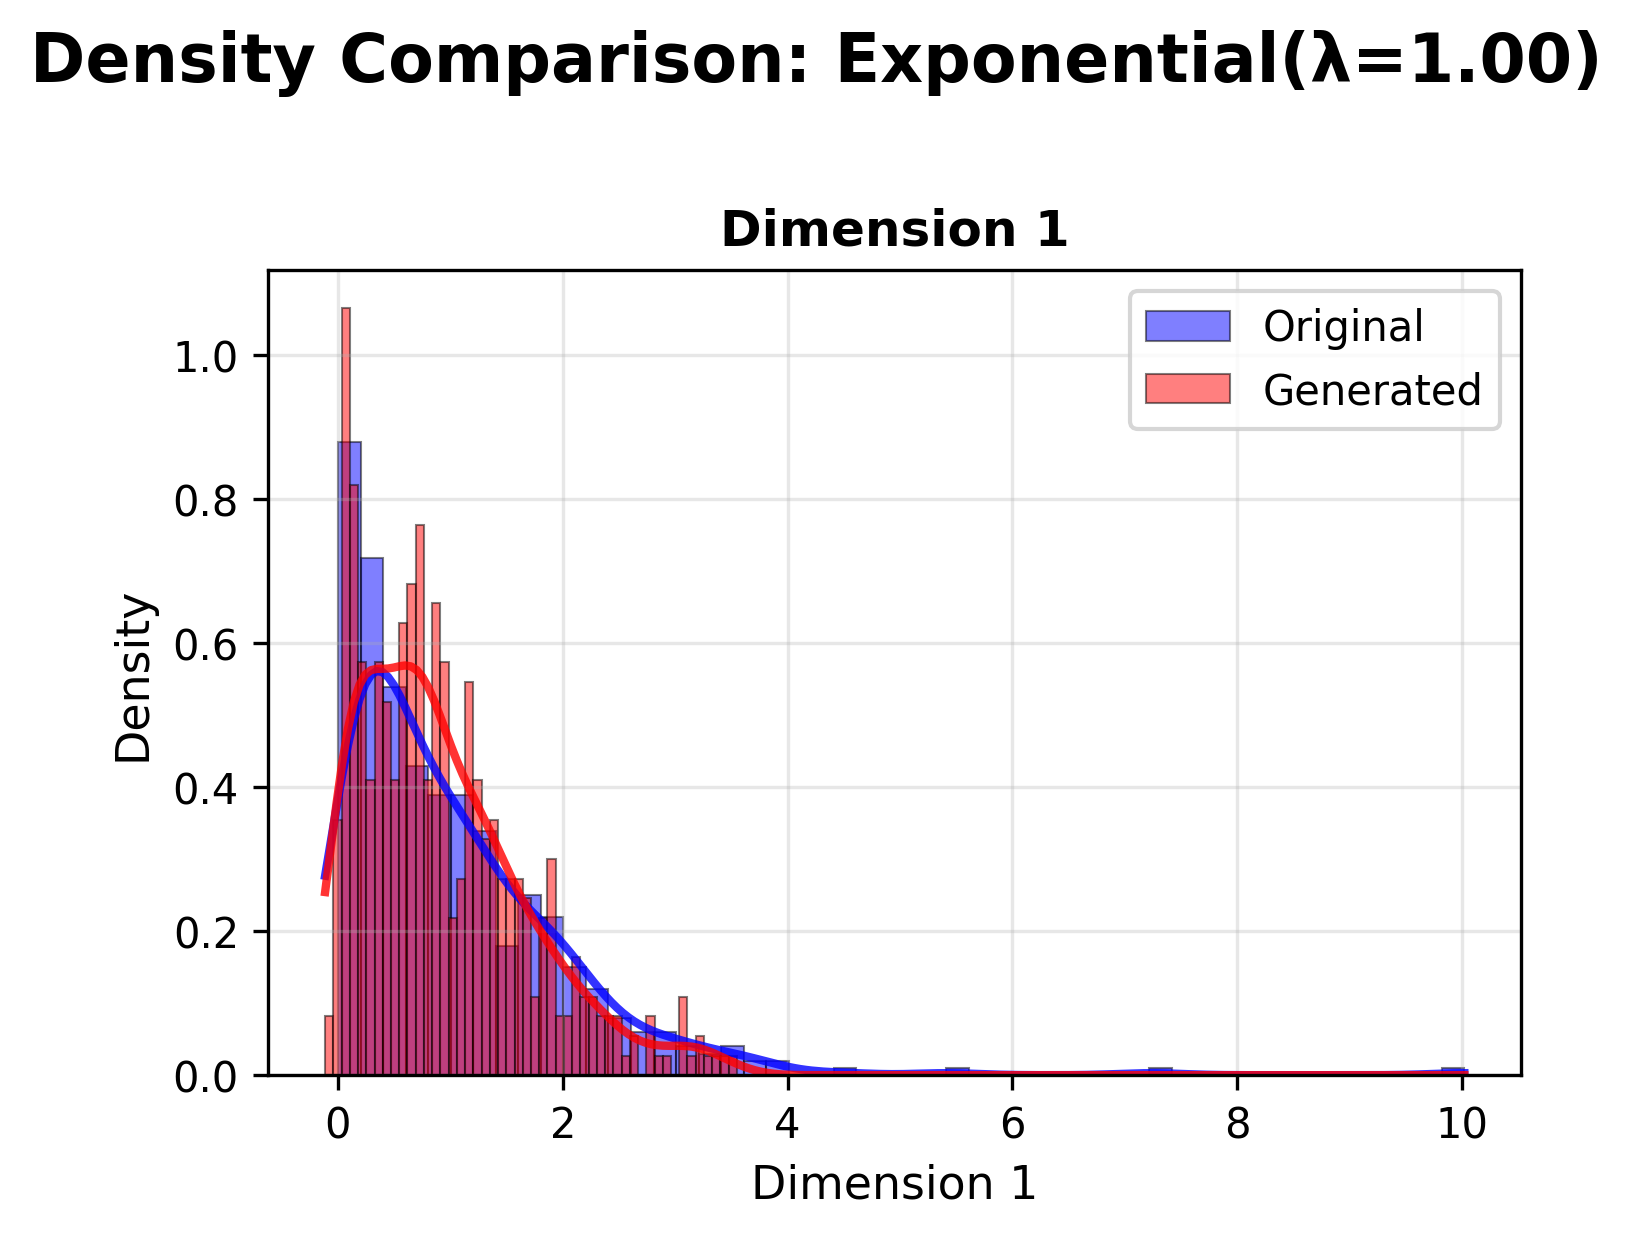 Density Comparison: Exponential(λ=1.00)
Dimension 1
Original
Generated
Density
1.0
0.8
0.6
0.4
0.2
0.0
0 2 4 6 8 10
Dimension 1